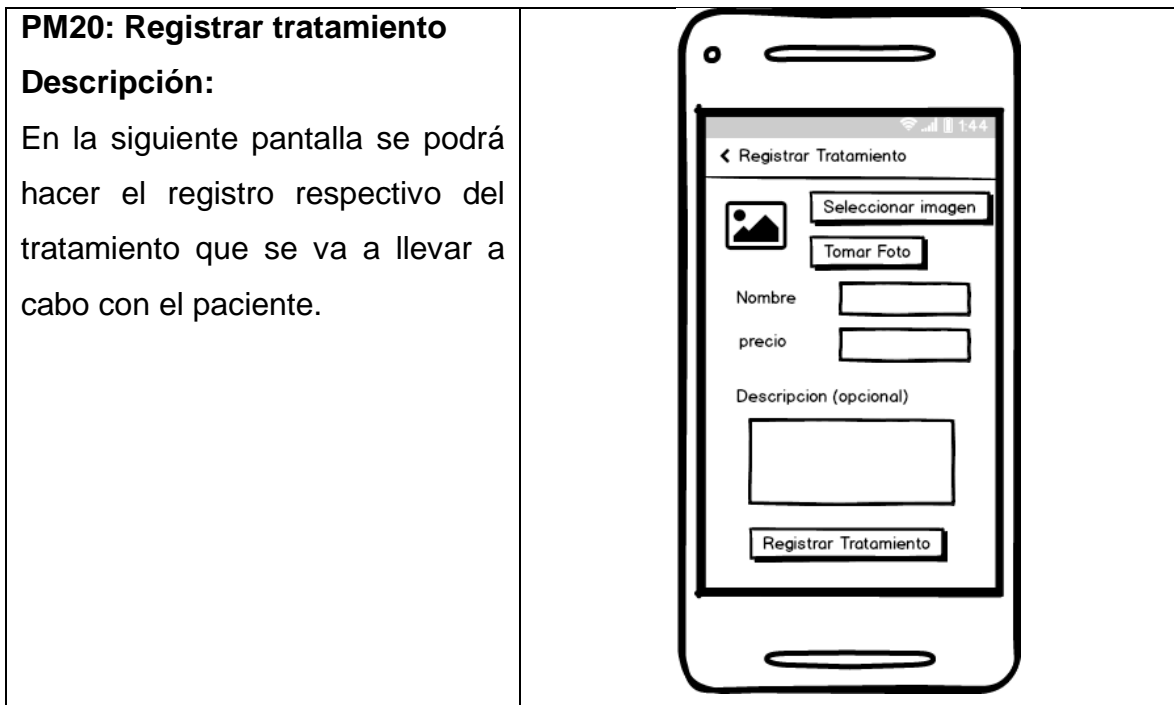 PM20: Registrar tratamiento
Descripción:
En la siguiente pantalla se podrá
hacer el registro respectivo del
tratamiento que se va a llevar a
cabo con el paciente.
1:44
Registrar Tratamiento
Seleccionar imagen
Tomar Foto
Nombre
precio
Descripcion (opcional)
Registrar Tratamiento